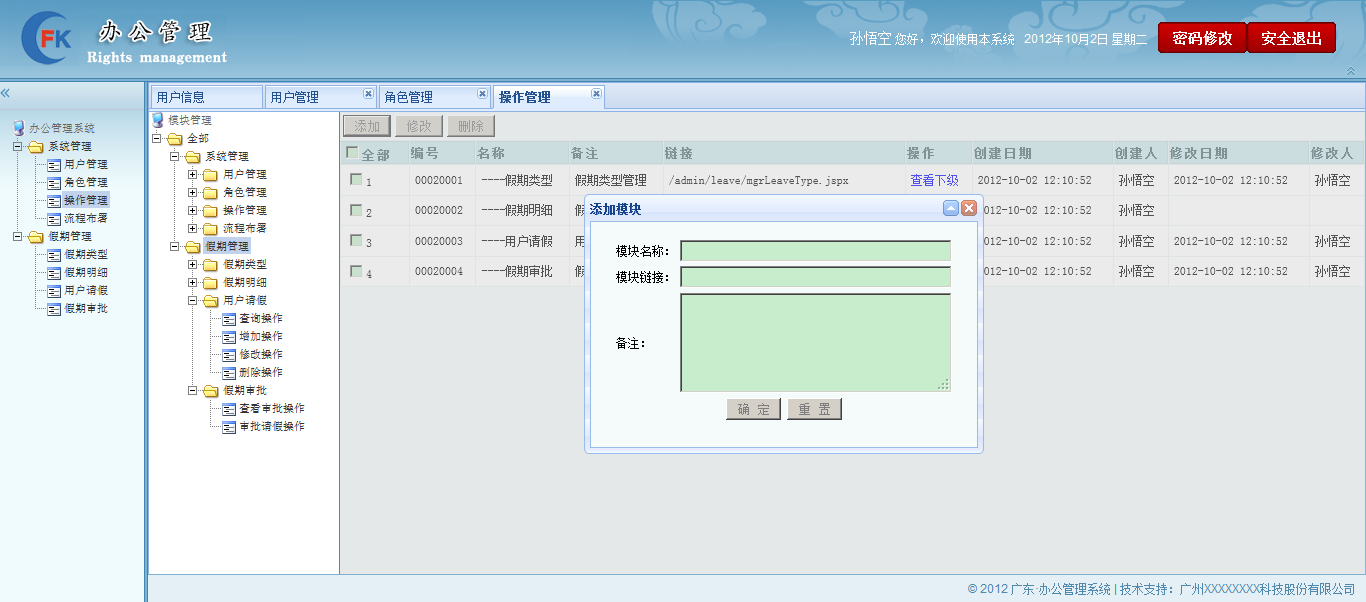 FK 办公管理
Rights management
孙悟空 您好，欢迎使用本系统 2012年10月2日 星期二 密码修改 安全退出
办公管理系统
系统管理
用户管理
角色管理
操作管理
流程布署
假期管理
假期类型
假期明细
用户请假
假期审批
用户信息 用户管理 角色管理 操作管理
模块管理
全部
系统管理
用户管理
角色管理
操作管理
流程布署
假期管理
假期类型
假期明细
用户请假
查询操作
增加操作
修改操作
删除操作
假期审批
查看审批操作
审批请假操作
添加 修改 删除
全部 编号 名称 备注 链接 操作 创建日期 创建人 修改日期 修改人
1 00020001 ----假期类型 假期类型管理 /admin/leave/mgrLeaveType.jspx 查看下级 2012-10-02 12:10:52 孙悟空 2012-10-02 12:10:52 孙悟空
2 00020002 ----假期明细 012-10-02 12:10:52 孙悟空
3 00020003 ----用户请假 用 012-10-02 12:10:52 孙悟空 2012-10-02 12:10:52 孙悟空
4 00020004 ----假期审批 012-10-02 12:10:52 孙悟空 2012-10-02 12:10:52 孙悟空
添加模块
模块名称：
模块链接：
备注：
确 定 重 置
© 2012 广东·办公管理系统 | 技术支持：广州XXXXXXXX科技股份有限公司